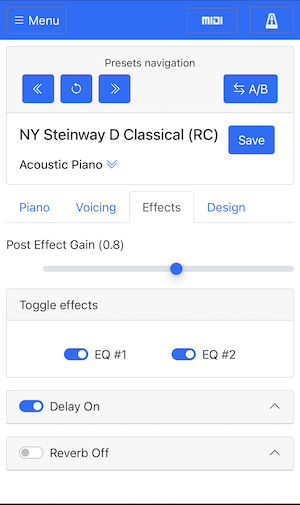 Menu
MIDI
Presets navigation
A/B
NY Steinway D Classical (RC)
Save
Acoustic Piano
Piano Voicing Effects Design
Post Effect Gain (0.8)
Toggle effects
EQ #1 EQ #2
Delay On
Reverb Off